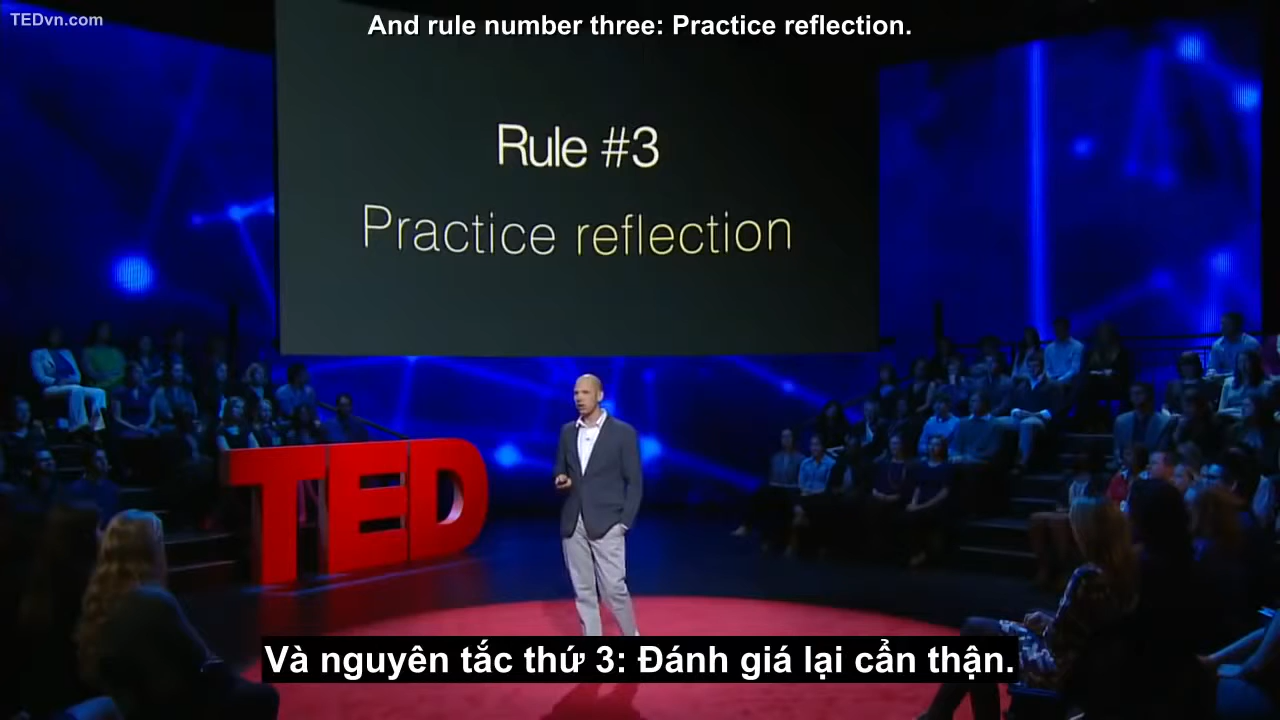 TEDvn.com
And rule number three: Practice reflection.
Rule #3
Practice reflection
TED
Và nguyên tắc thứ 3: Đánh giá lại cẩn thận.